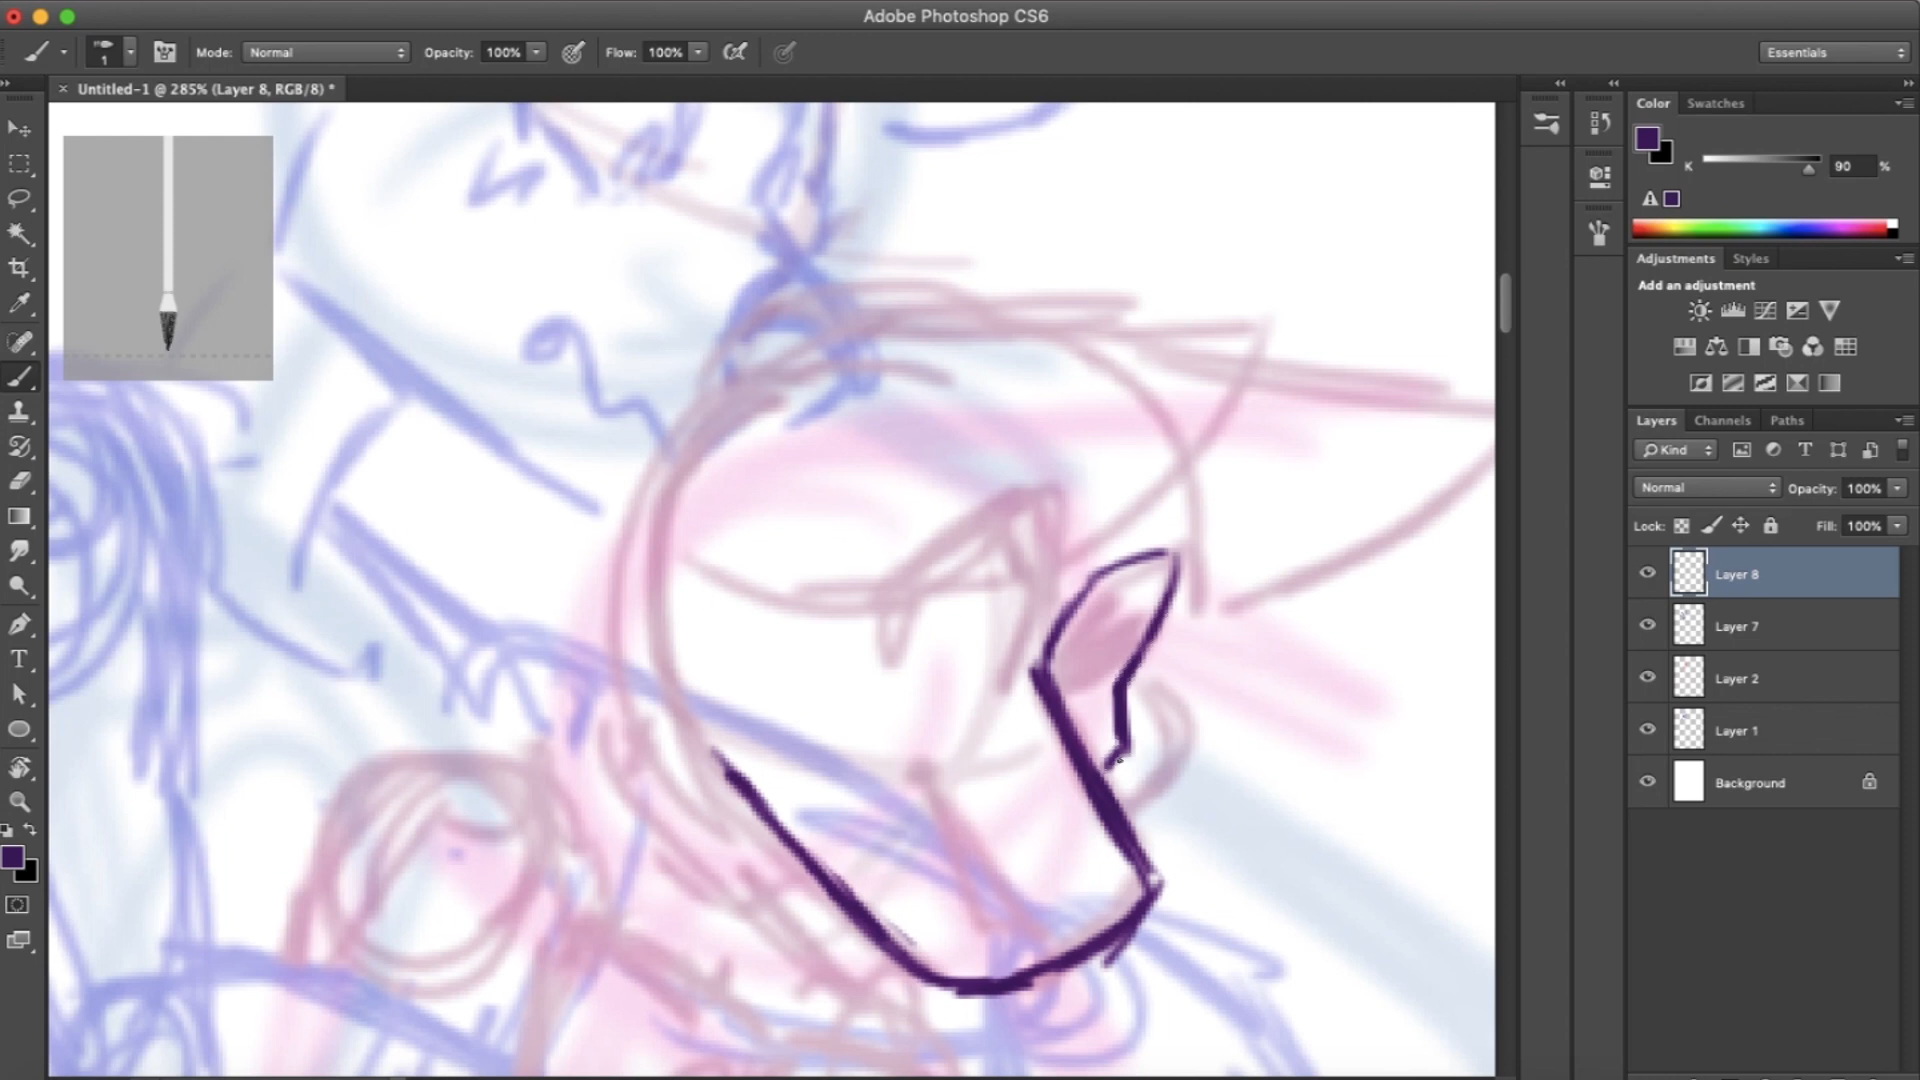 Adobe Photoshop CS6
1
Mode: Normal Opacity: 100% Flow: 100% Essentials
× Untitled-1 @ 285% (Layer 8, RGB/8) *
Color Swatches
K 90 %
Adjustments Styles
Add an adjustment
Layers Channels Paths
Kind
Normal Opacity: 100%
Lock: Fill: 100%
Layer 8
Layer 7
Layer 2
Layer 1
Background